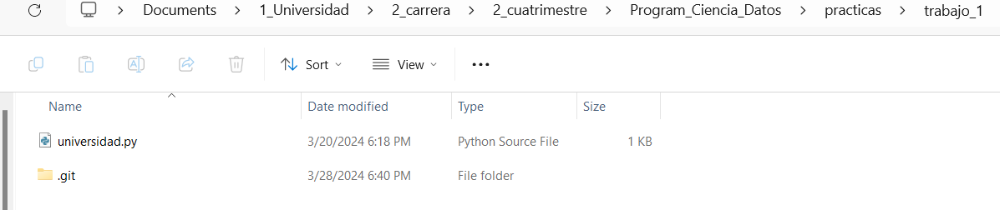 Documents > 1_Universidad > 2_carrera > 2_cuatrimestre > Program_Ciencia_Datos > practicas > trabajo_1
Sort View
Name Date modified Type Size
universidad.py 3/20/2024 6:18 PM Python Source File 1 KB
.git 3/28/2024 6:40 PM File folder